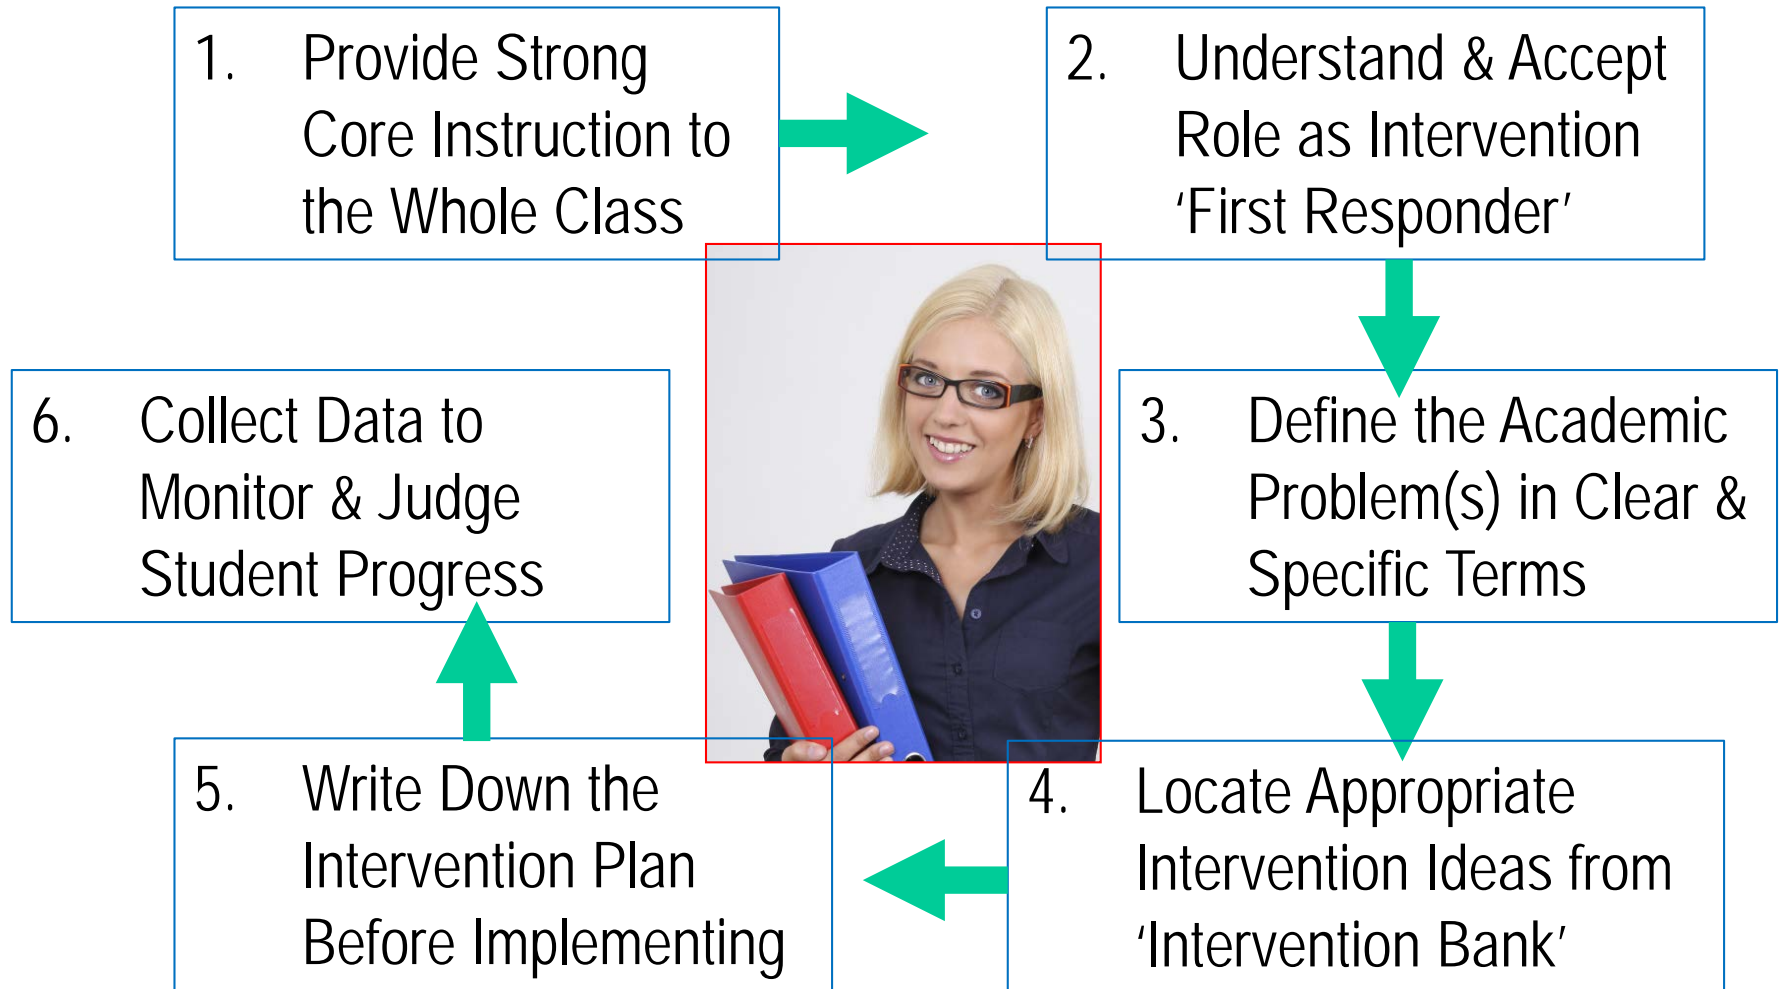 1. Provide Strong
Core Instruction to
the Whole Class
2. Understand & Accept
Role as Intervention
‘First Responder’
3. Define the Academic
Problem(s) in Clear &
Specific Terms
4. Locate Appropriate
Intervention Ideas from
‘Intervention Bank’
5. Write Down the
Intervention Plan
Before Implementing
6. Collect Data to
Monitor & Judge
Student Progress